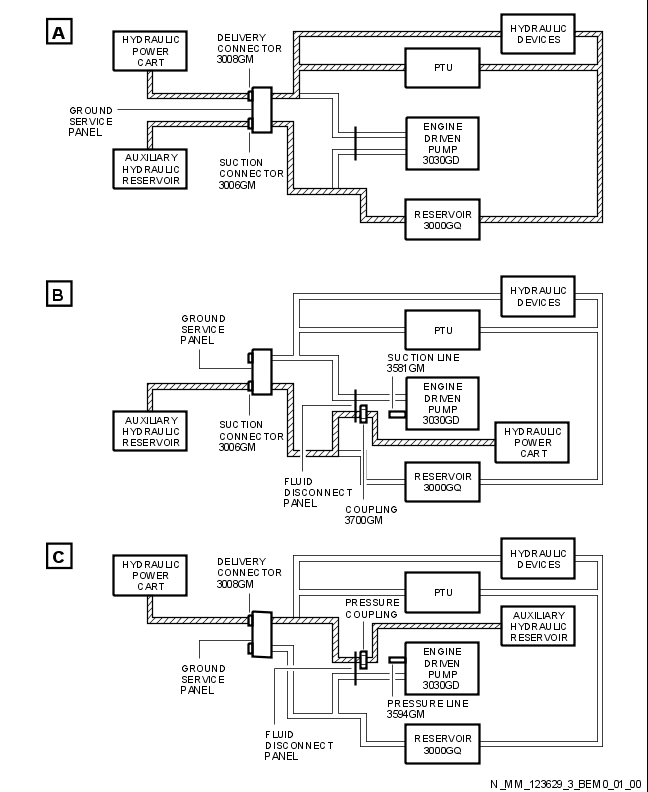 A
HYDRAULIC
POWER
CART
DELIVERY
CONNECTOR
3008GM
HYDRAULIC
DEVICES
PTU
GROUND
SERVICE
PANEL
ENGINE
DRIVEN
PUMP
3030GD
AUXILIARY
HYDRAULIC
RESERVOIR
SUCTION
CONNECTOR
3006GM
RESERVOIR
3000GQ
B
HYDRAULIC
DEVICES
GROUND
SERVICE
PANEL
PTU
SUCTION LINE
3581GM
ENGINE
DRIVEN
PUMP
3030GD
AUXILIARY
HYDRAULIC
RESERVOIR
SUCTION
CONNECTOR
3006GM
HYDRAULIC
POWER
CART
FLUID
DISCONNECT
PANEL
RESERVOIR
3000GQ
COUPLING
3700GM
C
HYDRAULIC
POWER
CART
DELIVERY
CONNECTOR
3008GM
HYDRAULIC
DEVICES
PTU
PRESSURE
COUPLING
AUXILIARY
HYDRAULIC
RESERVOIR
GROUND
SERVICE
PANEL
ENGINE
DRIVEN
PUMP
3030GD
PRESSURE LINE
3594GM
FLUID
DISCONNECT
PANEL
RESERVOIR
3000GQ
N_MM_123629_3_BEM0_01_00